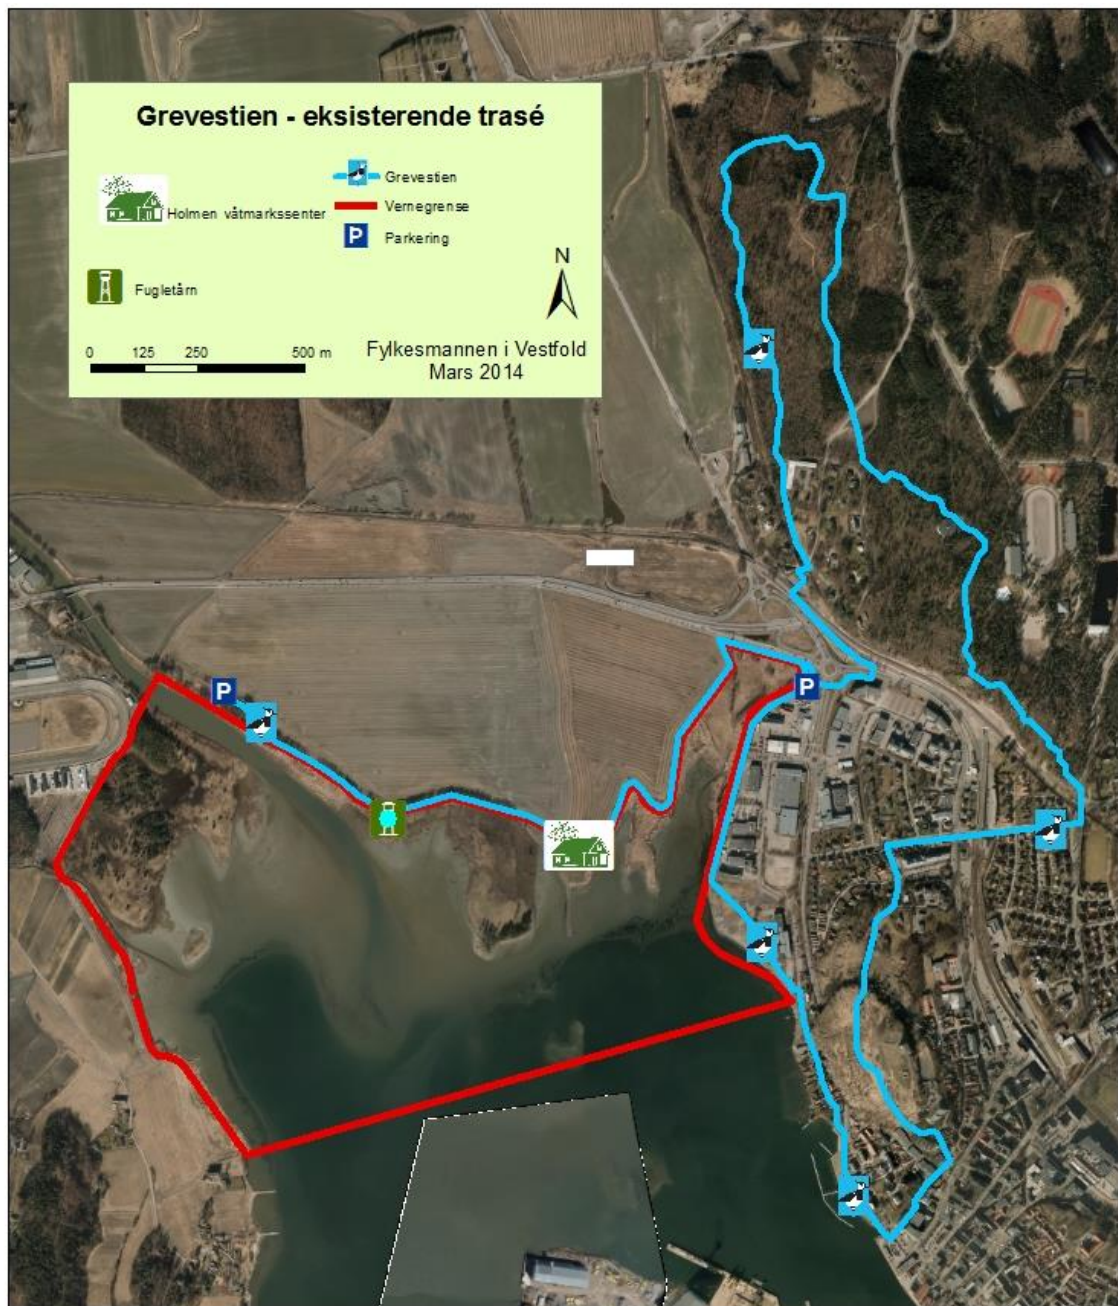 Grevestien - eksisterende trasé
Grevestien
Holmen våtmarkssenter
Vernegrense
P Parkering
N
Fugletårn
0 125 250 500 m
Fylkesmannen i Vestfold
Mars 2014
P
P